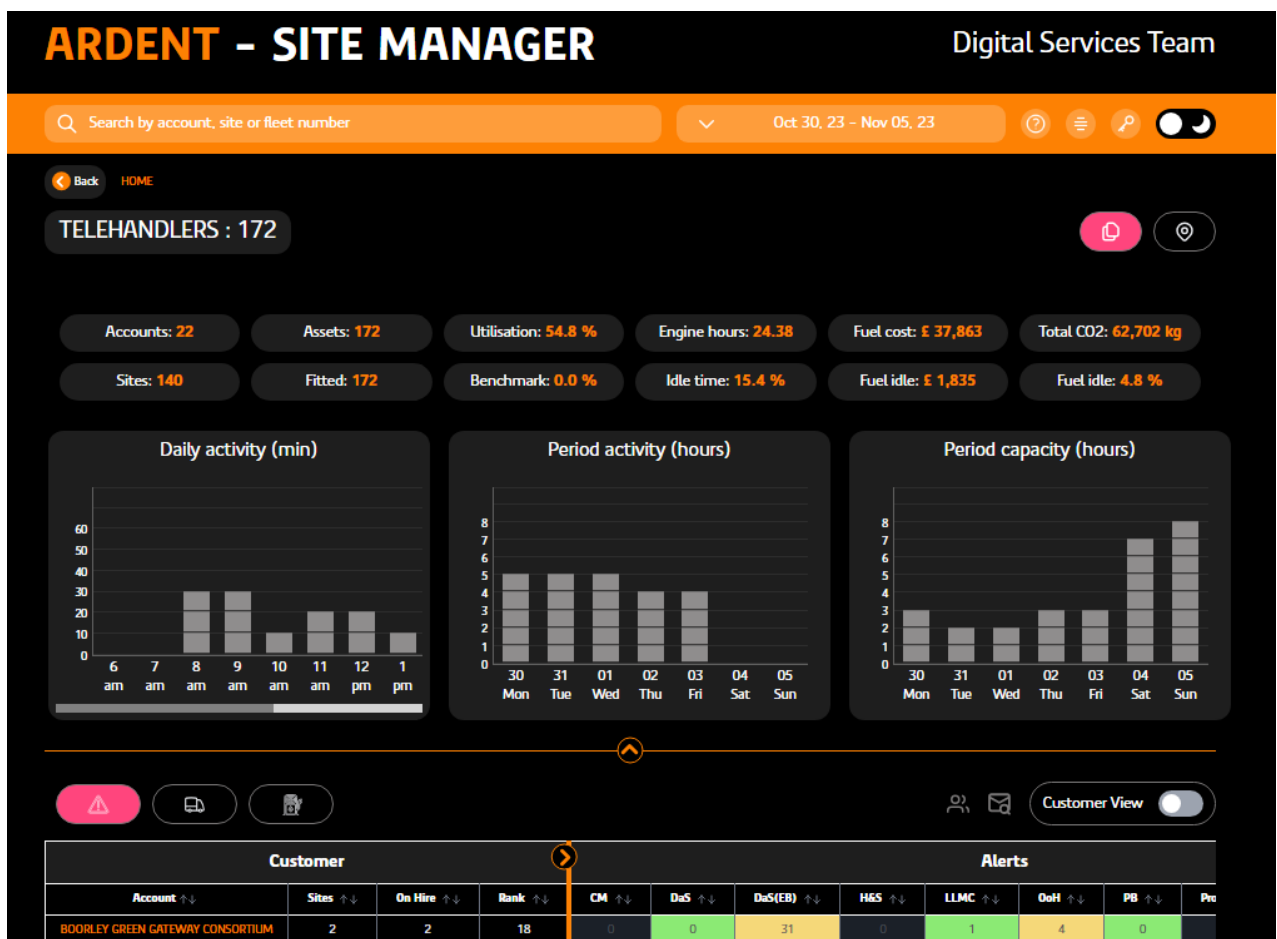 ARDENT – SITE MANAGER
Digital Services Team
Search by account, site or fleet number
Oct 30, 23 – Nov 05, 23
Back HOME
TELEHANDLERS : 172
Accounts: 22 Assets: 172 Utilisation: 54.8 % Engine hours: 24.38 Fuel cost: £ 37,863 Total CO2: 62,702 kg
Sites: 140 Fitted: 172 Benchmark: 0.0 % Idle time: 15.4 % Fuel idle: £ 1,835 Fuel idle: 4.8 %
Daily activity (min)
60
50
40
30
20
10
0
6 7 8 9 10 11 12 1
am am am am am am pm pm
Period activity (hours)
8
7
6
5
4
3
2
1
0
30 31 01 02 03 04 05
Mon Tue Wed Thu Fri Sat Sun
Period capacity (hours)
8
7
6
5
4
3
2
1
0
30 31 01 02 03 04 05
Mon Tue Wed Thu Fri Sat Sun
Customer View
Customer Alerts
Account Sites On Hire Rank CM DaS DaS(EB) H&S LLMC OoH PB
BOORLEY GREEN GATEWAY CONSORTIUM 2 2 18 0 0 31 0 1 4 0